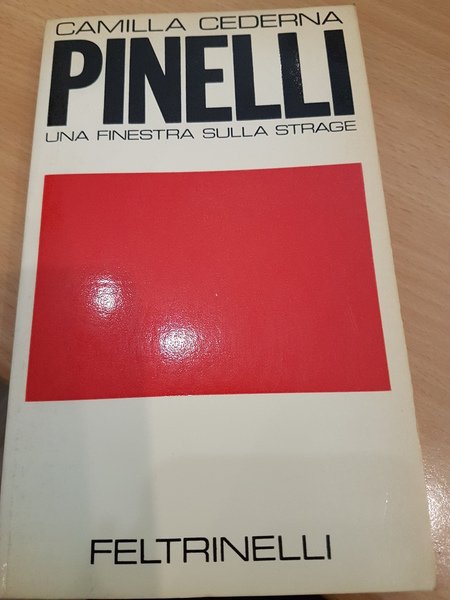 CAMILLA CEDERNA
PINELLI
UNA FINESTRA SULLA STRAGE
FELTRINELLI